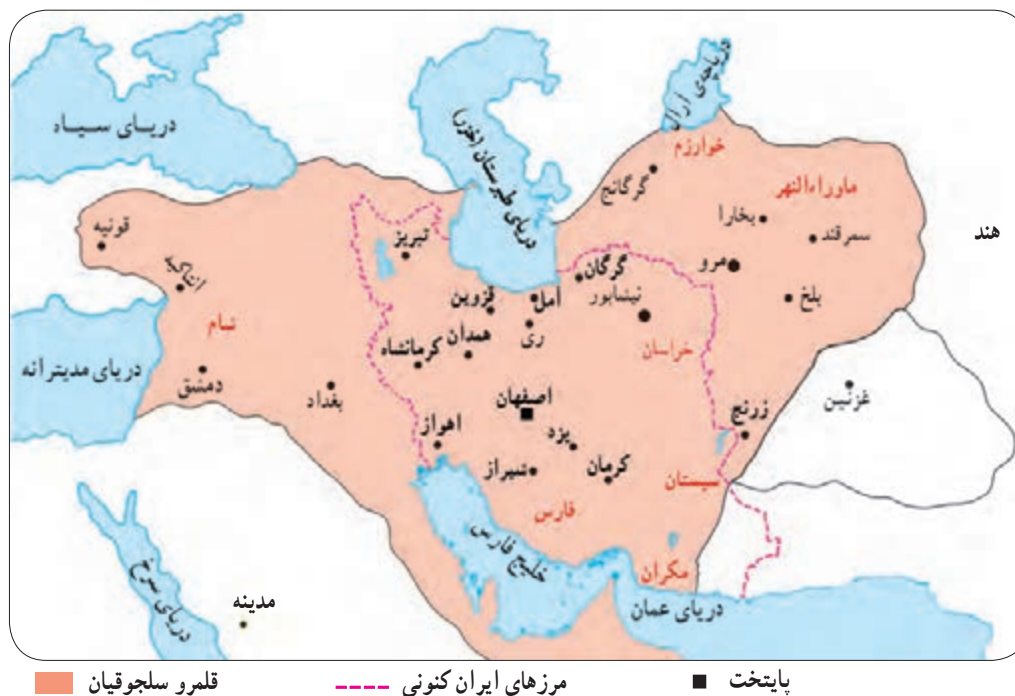 دریای سیاه
دریای طبرستان (خزر)
دریاچه‌ی آرال
خوارزم
گرگانج
ماوراءالنهر
بخارا
سمرقند
هند
مرو
بلخ
قونیه
انتاکیه
شام
دریای مدیترانه
دمشق
بغداد
تبریز
قزوین
آمل
گرگان
نیشابور
همدان
ری
خراسان
کرمانشاه
اصفهان
زرنج
غزنین
اهواز
یزد
شیراز
کرمان
سیستان
فارس
خلیج فارس
مکران
دریای عمان
دریای سرخ
مدینه
پایتخت
مرزهای ایران کنونی
قلمرو سلجوقیان